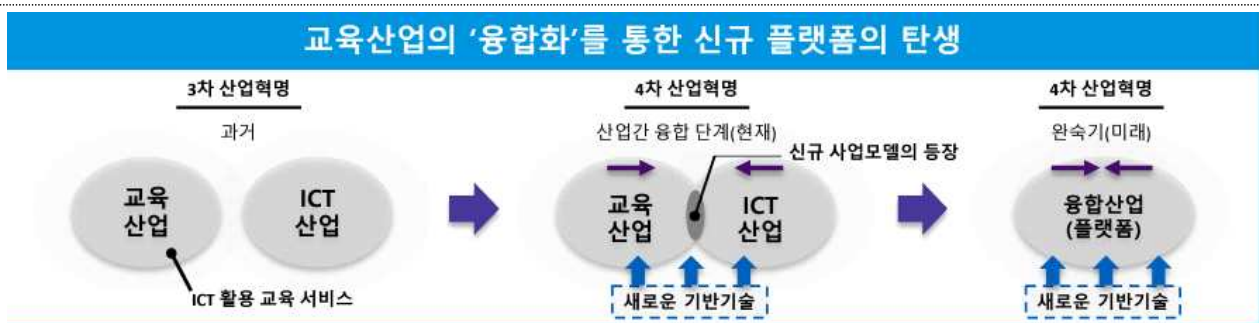 교육산업의 '융합화'를 통한 신규 플랫폼의 탄생
3차 산업혁명
과거
교육
산업
ICT
산업
ICT 활용 교육 서비스
4차 산업혁명
산업간 융합 단계(현재)
신규 사업모델의 등장
교육
산업
ICT
산업
새로운 기반기술
4차 산업혁명
완숙기(미래)
융합산업
(플랫폼)
새로운 기반기술